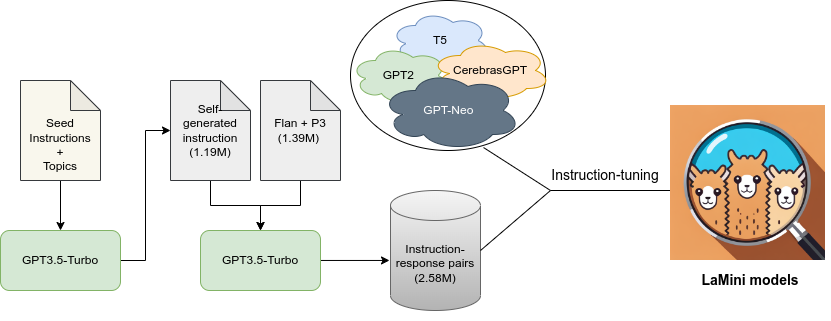 Seed
Instructions
+
Topics
GPT3.5-Turbo
Self
generated
instruction
(1.19M)
Flan + P3
(1.39M)
GPT3.5-Turbo
T5
GPT2
CerebrasGPT
GPT-Neo
Instruction-
response pairs
(2.58M)
Instruction-tuning
LaMini models